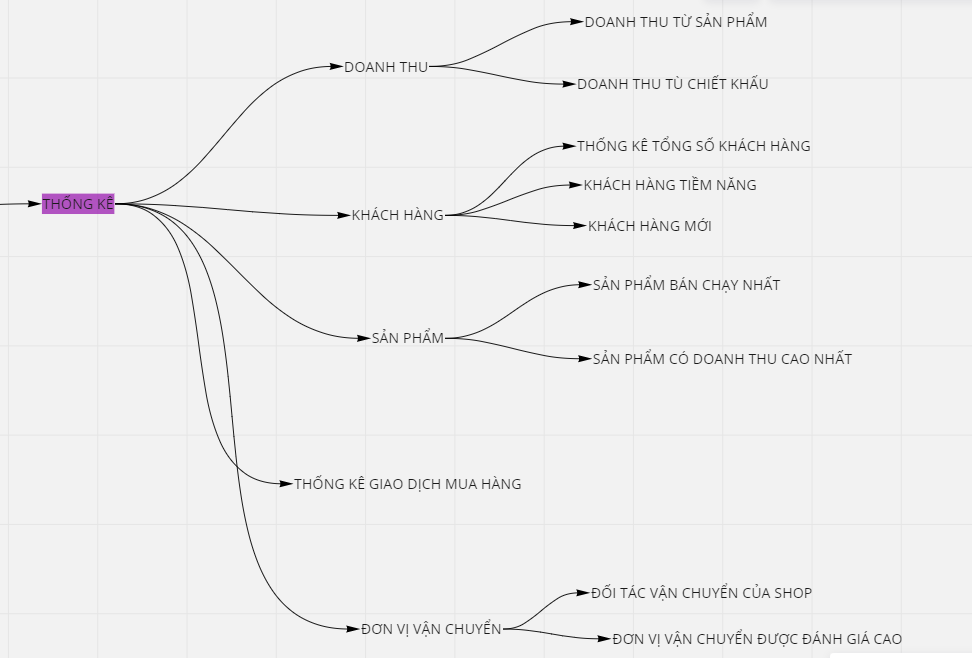 DOANH THU TỪ SẢN PHẨM
DOANH THU
DOANH THU TÙ CHIẾT KHẤU
THỐNG KÊ TỔNG SỐ KHÁCH HÀNG
KHÁCH HÀNG TIỀM NĂNG
THỐNG KÊ
KHÁCH HÀNG
KHÁCH HÀNG MỚI
SẢN PHẨM BÁN CHẠY NHẤT
SẢN PHẨM
SẢN PHẨM CÓ DOANH THU CAO NHẤT
THỐNG KÊ GIAO DỊCH MUA HÀNG
ĐỐI TÁC VẬN CHUYỂN CỦA SHOP
ĐƠN VỊ VẬN CHUYỂN
ĐƠN VỊ VẬN CHUYỂN ĐƯỢC ĐÁNH GIÁ CAO